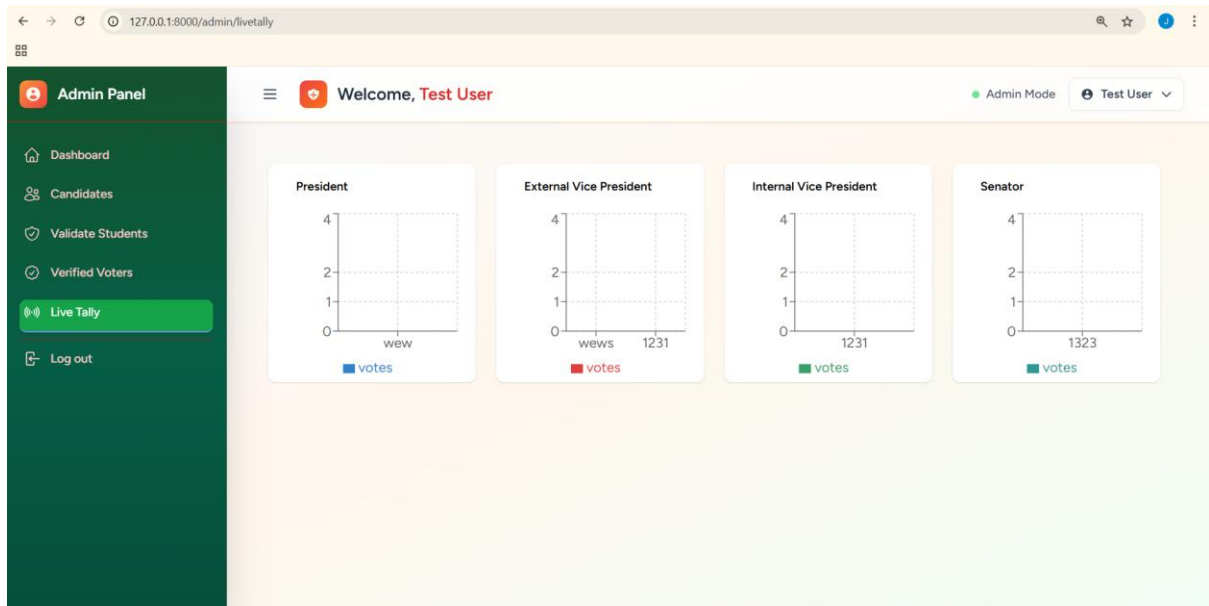 127.0.0.1:8000/admin/livetally
J
Admin Panel
Welcome, Test User
Admin Mode
Test User
Dashboard
Candidates
Validate Students
Verified Voters
Live Tally
Log out
President
4
2
1
0
wew
votes
External Vice President
4
2
1
0
wews 1231
votes
Internal Vice President
4
2
1
0
1231
votes
Senator
4
2
1
0
1323
votes